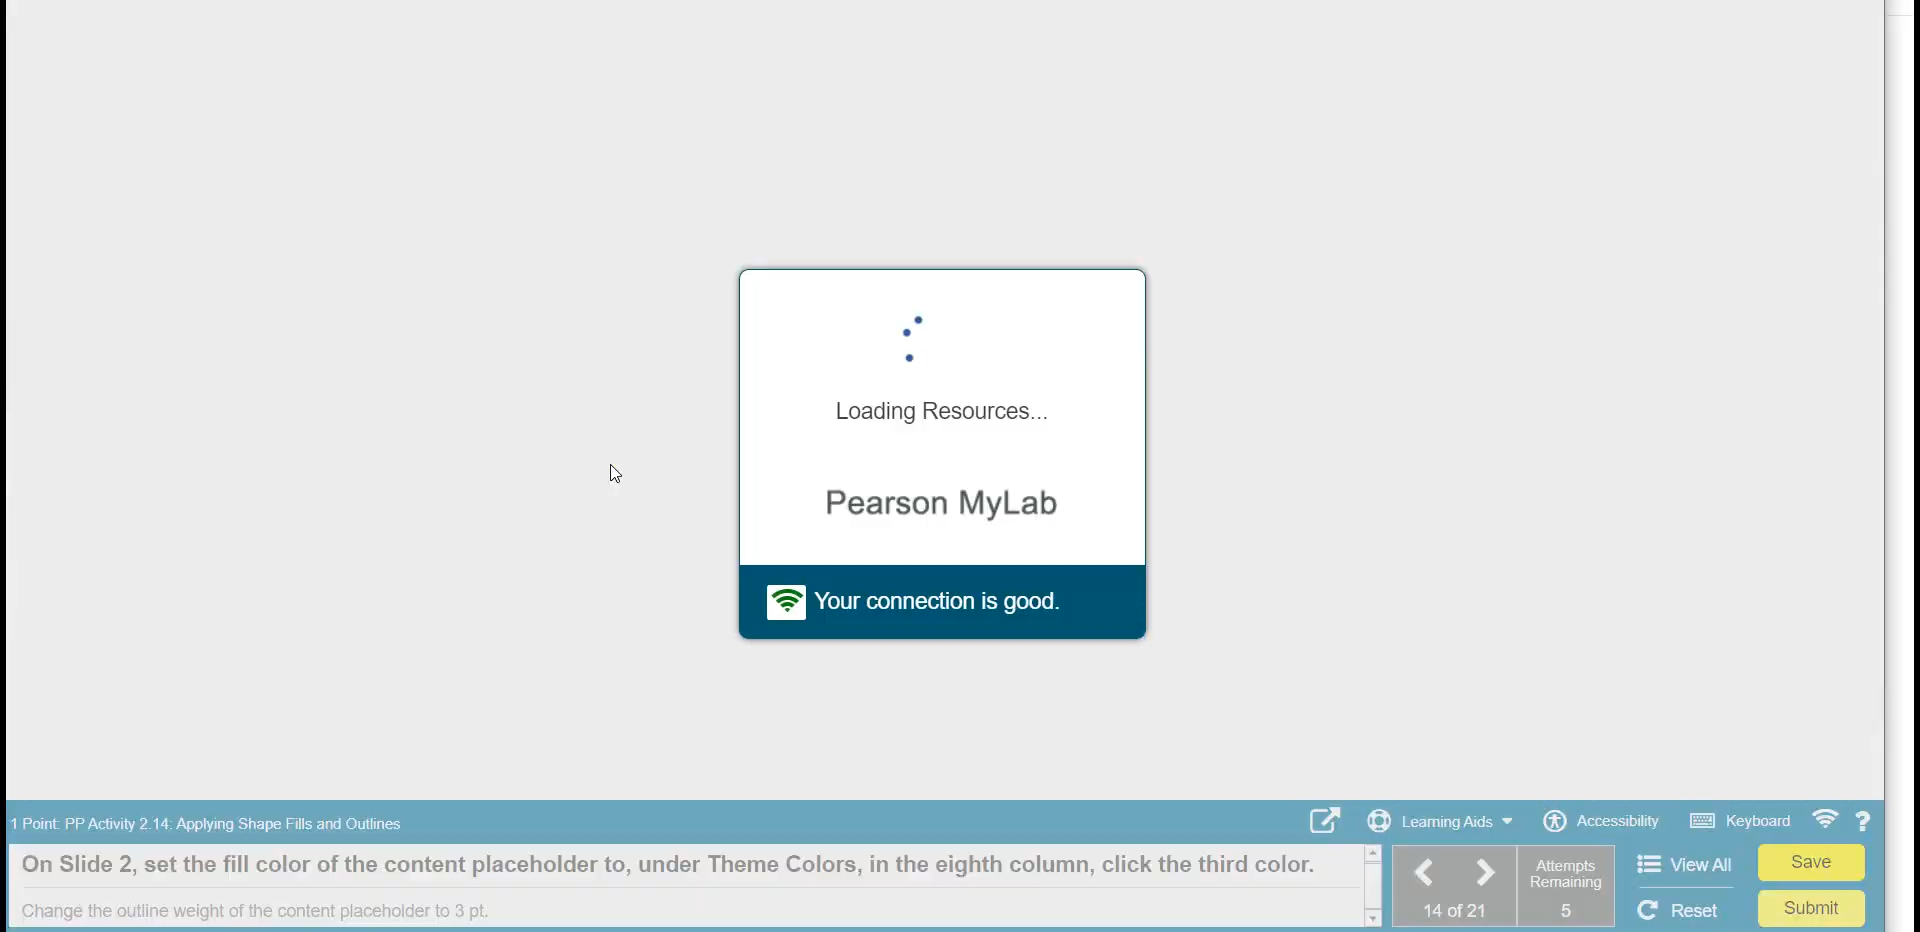 Loading Resources...
Pearson MyLab
Your connection is good.
1 Point: PP Activity 2.14: Applying Shape Fills and Outlines
Learning Aids
Accessibility
Keyboard
?
On Slide 2, set the fill color of the content placeholder to, under Theme Colors, in the eighth column, click the third color.
Change the outline weight of the content placeholder to 3 pt.
14 of 21
Attempts
Remaining
5
View All
Reset
Save
Submit